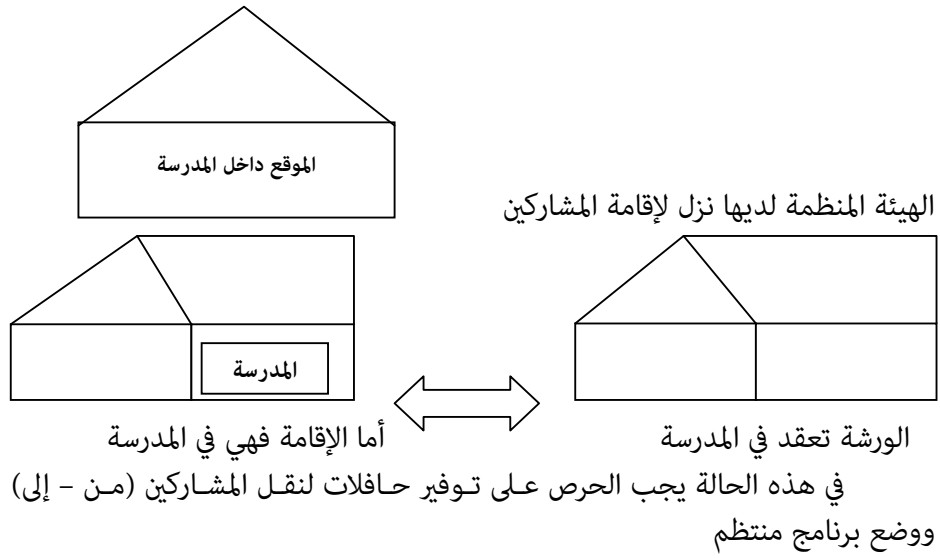 الموقع داخل المدرسة
الهيئة المنظمة لديها نزل لإقامة المشاركين
المدرسة
الورشة تعقد في المدرسة
أما الإقامة فهي في المدرسة
في هذه الحالة يجب الحرص على توفير حافلات لنقل المشاركين (من – إلى)
ووضع برنامج منتظم